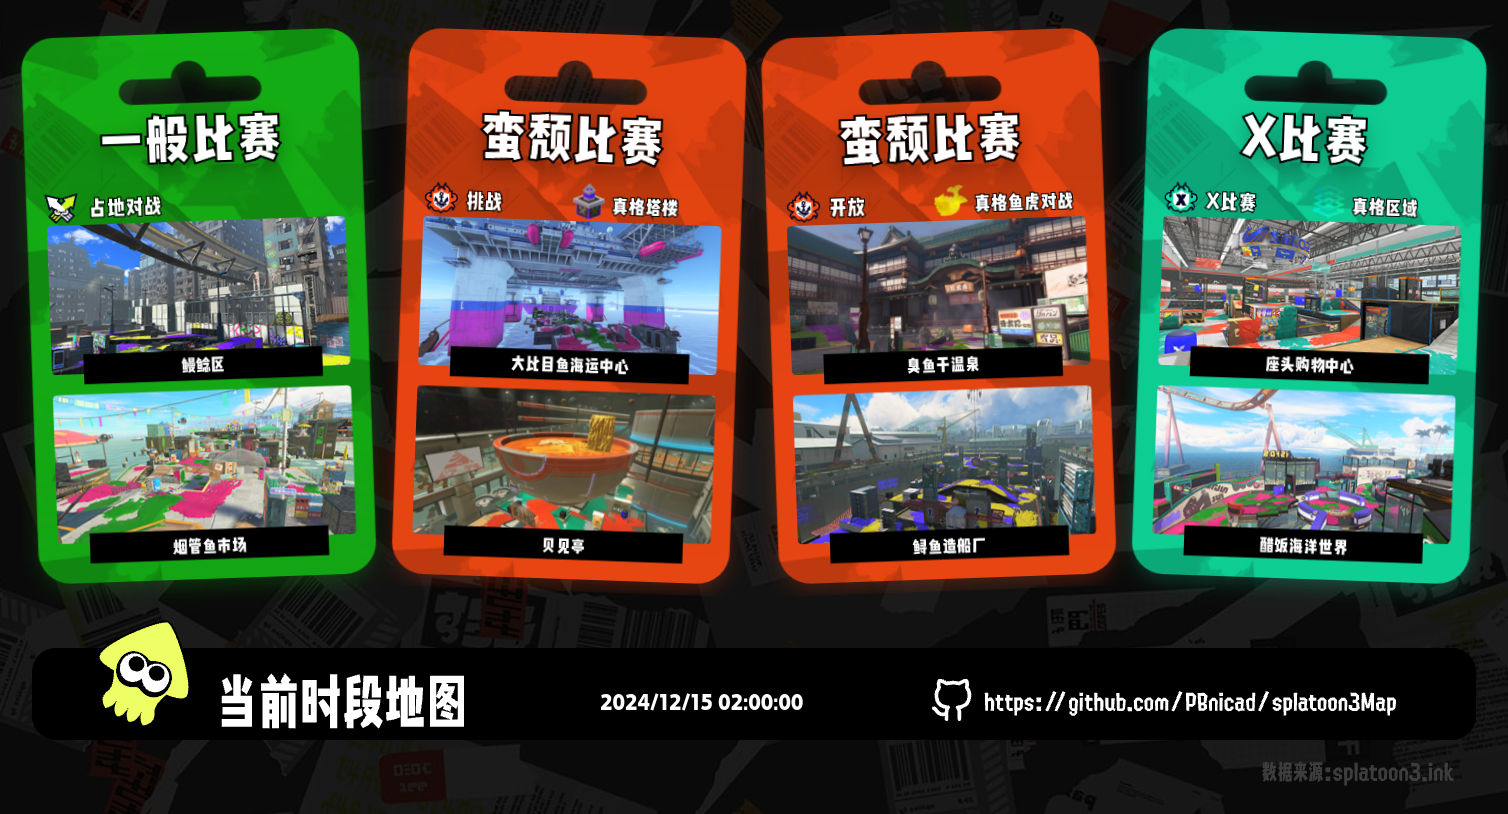 一般比赛
占地对战
鳗鲶区
烟管鱼市场
蛮颓比赛
挑战
真格塔楼
大比目鱼海运中心
贝见亭
蛮颓比赛
开放
真格鱼虎对战
臭鱼干温泉
鲟鱼造船厂
X比赛
X比赛
真格区域
座头购物中心
醋饭海洋世界
当前时段地图
2024/12/15 02:00:00
https://github.com/PBnicad/splatoon3Map
数据来源:splatoon3.ink